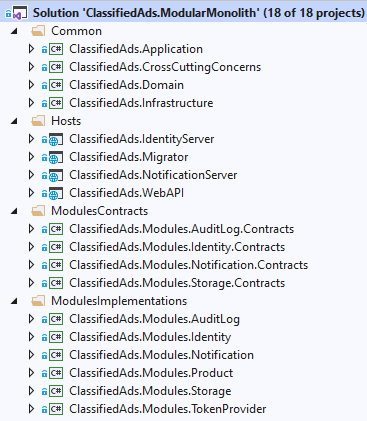 Solution 'ClassifiedAds.ModularMonolith' (18 of 18 projects)
Common
C# ClassifiedAds.Application
C# ClassifiedAds.CrossCuttingConcerns
C# ClassifiedAds.Domain
C# ClassifiedAds.Infrastructure
Hosts
ClassifiedAds.IdentityServer
ClassifiedAds.Migrator
ClassifiedAds.NotificationServer
ClassifiedAds.WebAPI
ModulesContracts
C# ClassifiedAds.Modules.AuditLog.Contracts
C# ClassifiedAds.Modules.Identity.Contracts
C# ClassifiedAds.Modules.Notification.Contracts
C# ClassifiedAds.Modules.Storage.Contracts
ModulesImplementations
C# ClassifiedAds.Modules.AuditLog
C# ClassifiedAds.Modules.Identity
C# ClassifiedAds.Modules.Notification
C# ClassifiedAds.Modules.Product
C# ClassifiedAds.Modules.Storage
C# ClassifiedAds.Modules.TokenProvider